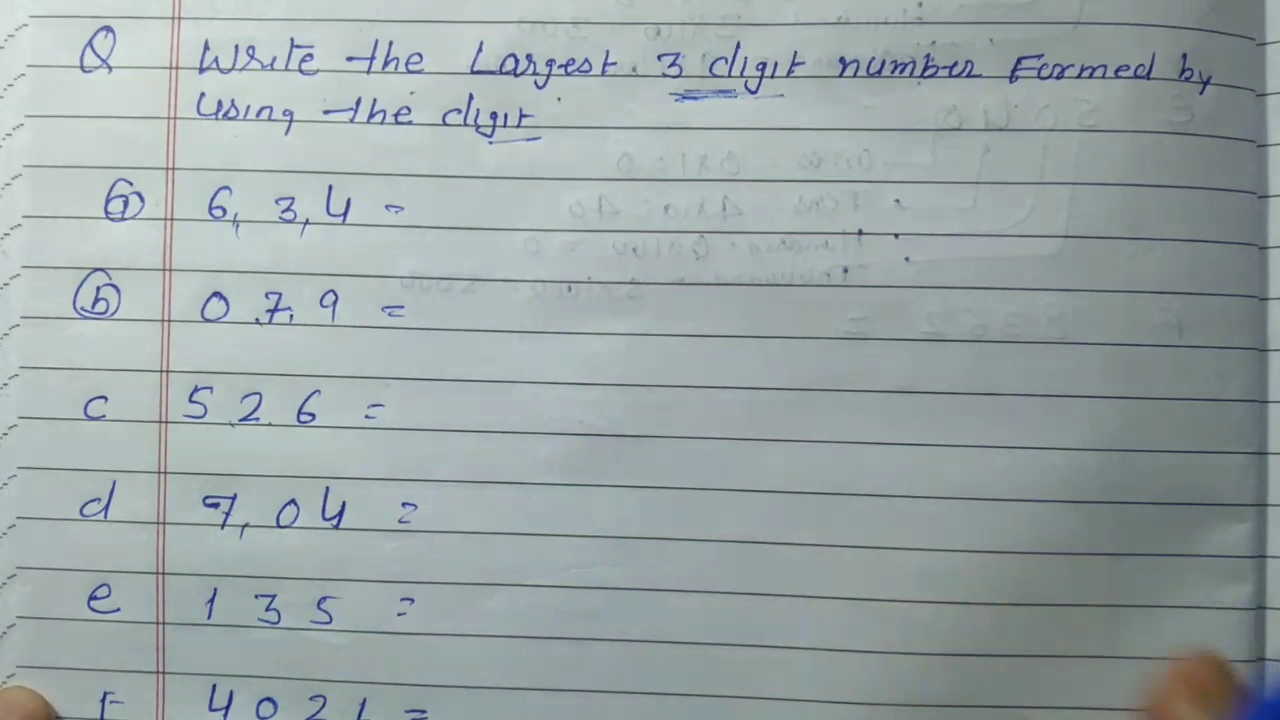 Q Write the Largest. 3 digit number Formed by
Using the digit
(a) 6, 3, 4 =
(b) 0 7, 9 =
c 5 2 6 =
d 7, 0 4 =
e 1 3 5 =
F 4 0 2 1 =